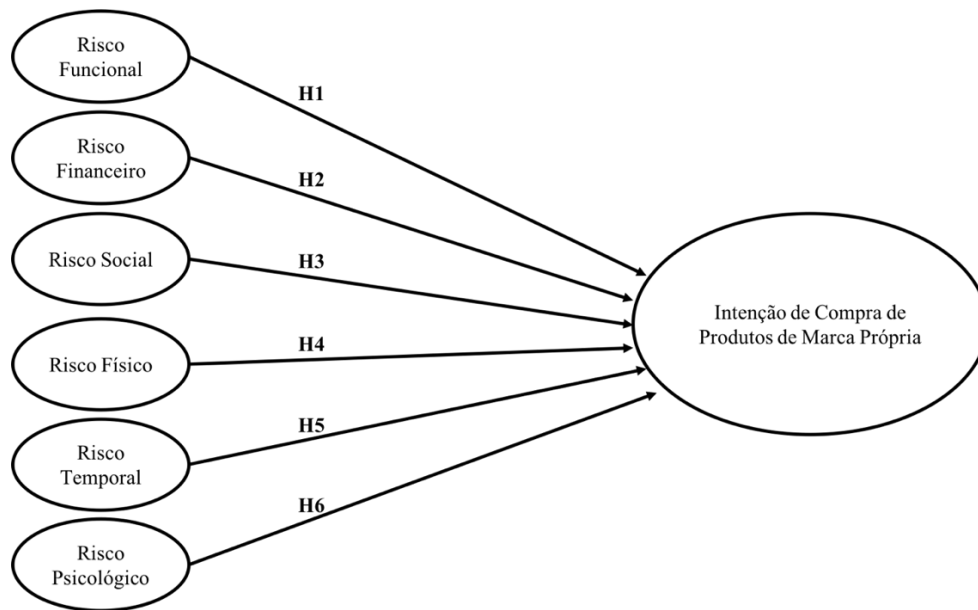 Risco
Funcional
H1
Risco
Financeiro
H2
Risco Social
H3
Risco Físico
H4
Risco
Temporal
H5
Risco
Psicológico
H6
Intenção de Compra de
Produtos de Marca Própria